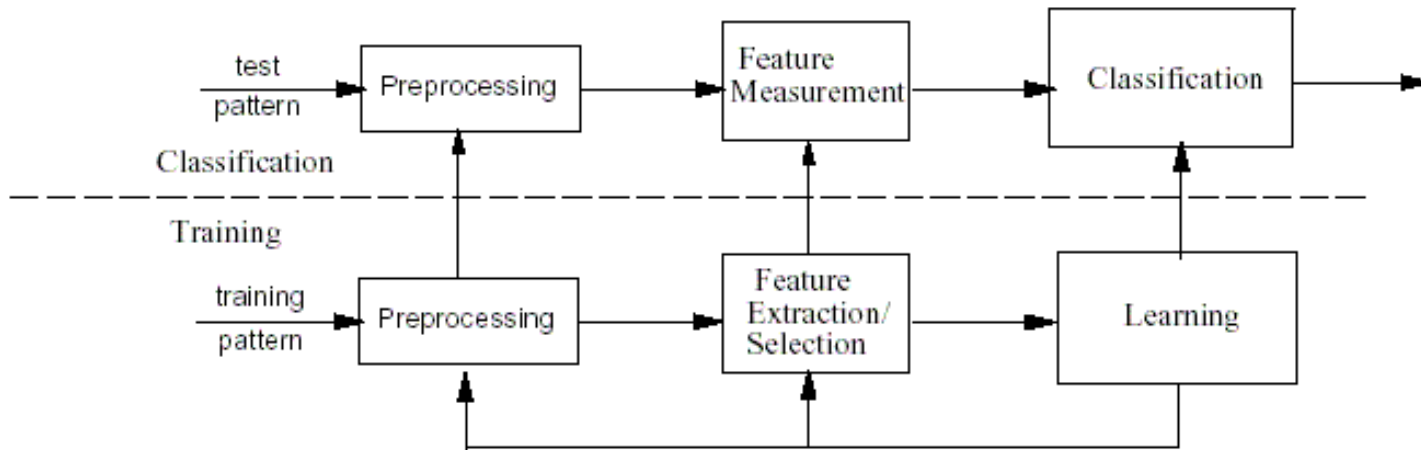 test
pattern
Preprocessing
Feature
Measurement
Classification
Classification
Training
training
pattern
Preprocessing
Feature
Extraction/
Selection
Learning